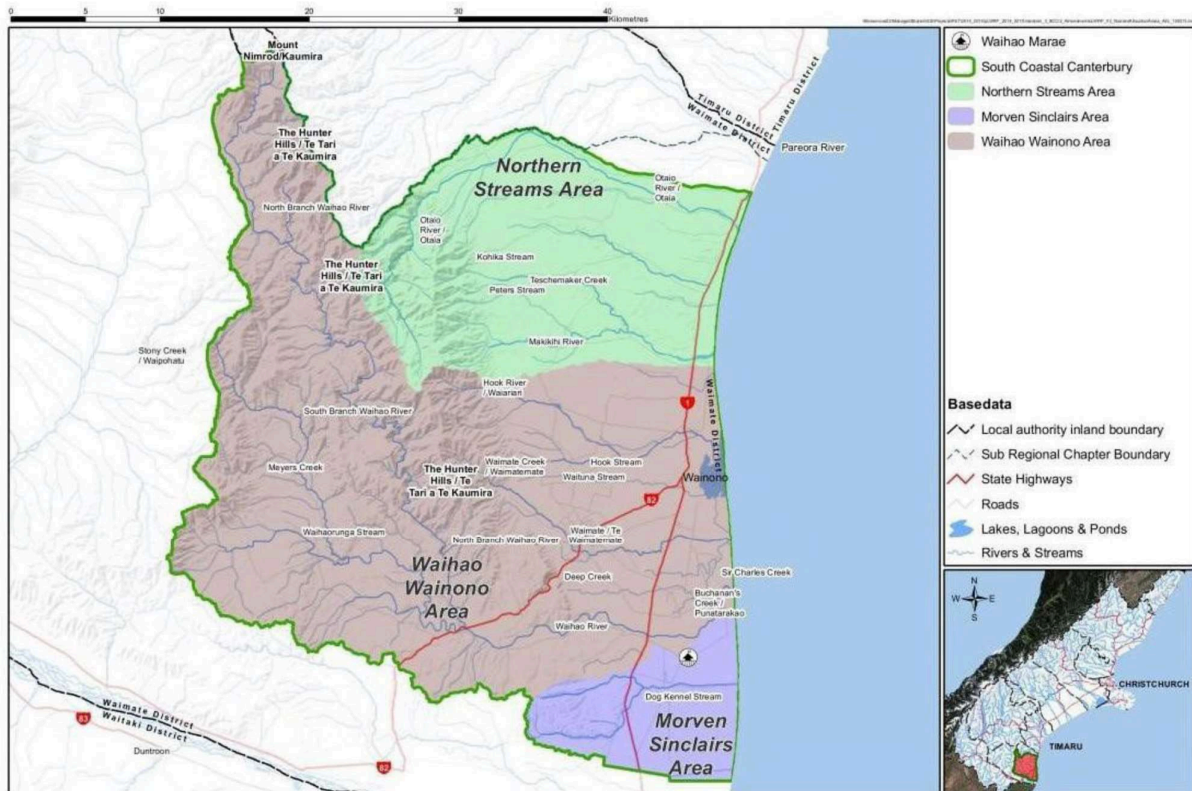 0 5 10 20 30 40
Kilometres
Mount
Nimrod/Kaumira
The Hunter
Hills / Te Tari
a Te Kaumira
North Branch Waihao River
Northern
Streams Area
Timaru District
Waimate District
Timaru District
Pareora River
Otaio
River /
Otaia
Otaio
River /
Otaia
Kohika Stream
The Hunter
Hills / Te Tari
a Te Kaumira
Teschemaker Creek
Peters Stream
Makikihi River
Stony Creek
/ Waipohatu
Hook River
/ Waiariari
Waimate District
1
South Branch Waihao River
Meyers Creek
The Hunter
Hills / Te
Tari a Te Kaumira
Waimate Creek
/ Waimatemate
Hook Stream
Waituna Stream
Wainono
82
Waihaorunga Stream
North Branch Waihao River
Waimate / Te
Waimatemate
Waihao
Wainono
Area
Deep Creek
Sir Charles Creek
Buchanan's
Creek /
Punatarakao
Waihao River
Dog Kennel Stream
Morven
Sinclairs
Area
Waimate District
Waitaki District
83
Duntroon
82
Waihao Marae
South Coastal Canterbury
Northern Streams Area
Morven Sinclairs Area
Waihao Wainono Area
Basedata
Local authority inland boundary
Sub Regional Chapter Boundary
State Highways
Roads
Lakes, Lagoons & Ponds
Rivers & Streams
N
W E
S
CHRISTCHURCH
TIMARU